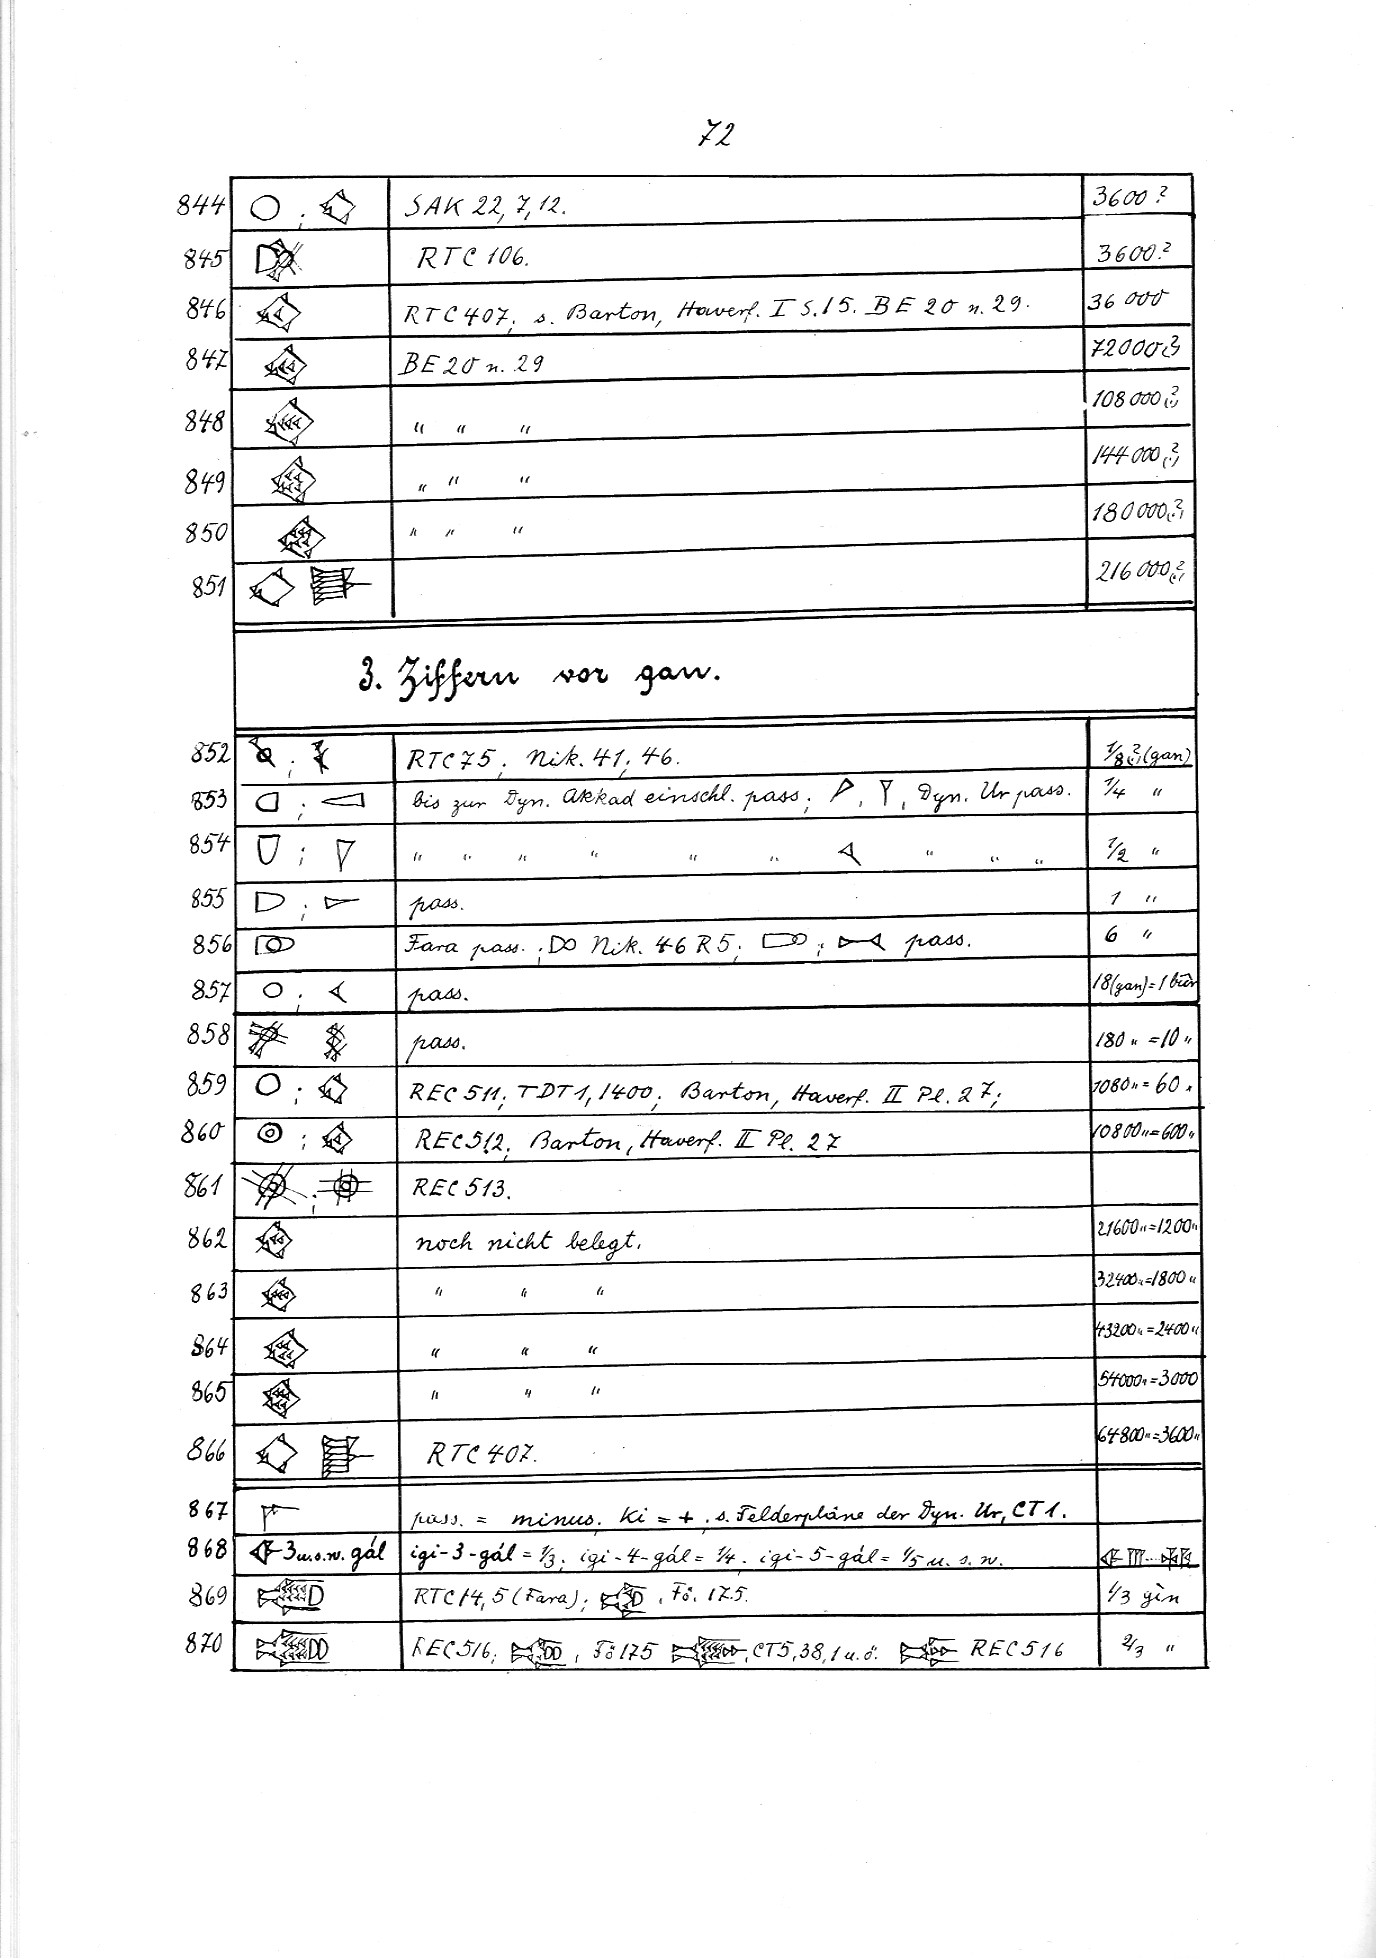 72
844 SAK 22, 7, 12. 3600?
845 RTC 106. 3600?
846 RTC 407, s. Barton, Haverf. I S. 15. BE 20 n. 29. 36 000
847 BE 20 n. 29 72000(?)
848 " " " 108 000(?)
849 " " " 144 000(?)
850 " " " 180 000(?)
851 216 000(?)
3. Ziffern vor gan.
852 RTC 75, Nik. 41, 46. 1/8(?) (gan)
853 bis zur Dyn. Akkad einschl. pass; Dyn. Ur pass. 1/4 "
854 " " " " " " " " " 1/2 "
855 pass. 1 "
856 Fara pass.; Nik. 46 R 5; ; pass. 6 "
857 pass. 18 (gan) = 1 bùr
858 pass. 180 " = 10 "
859 REC 511, TDT 1, 1400, Barton, Haverf. II Pl. 27; 1080 " = 60 "
860 REC 512, Barton, Haverf. II Pl. 27 10800 " = 600 "
861 REC 513.
862 noch nicht belegt. 21600 " = 1200 "
863 " " " 32400 " = 1800 "
864 " " " 43200 " = 2400 "
865 " " " 54000 " = 3000
866 RTC 407. 64800 " = 3600 "
867 pass. = minus. Ki = +, s. Felderpläne der Dyn. Ur, CT 1.
868 3 u.s.w. gál igi-3-gál = 1/3, igi-4-gál = 1/4, igi-5-gál = 1/5 u. s. w.
869 RTC 14, 5 (Fara); , Fö. 175. 1/3 gín
870 REC 516, , Fö 175 , CT 5, 38, 1 u. ö. REC 516 2/3 "